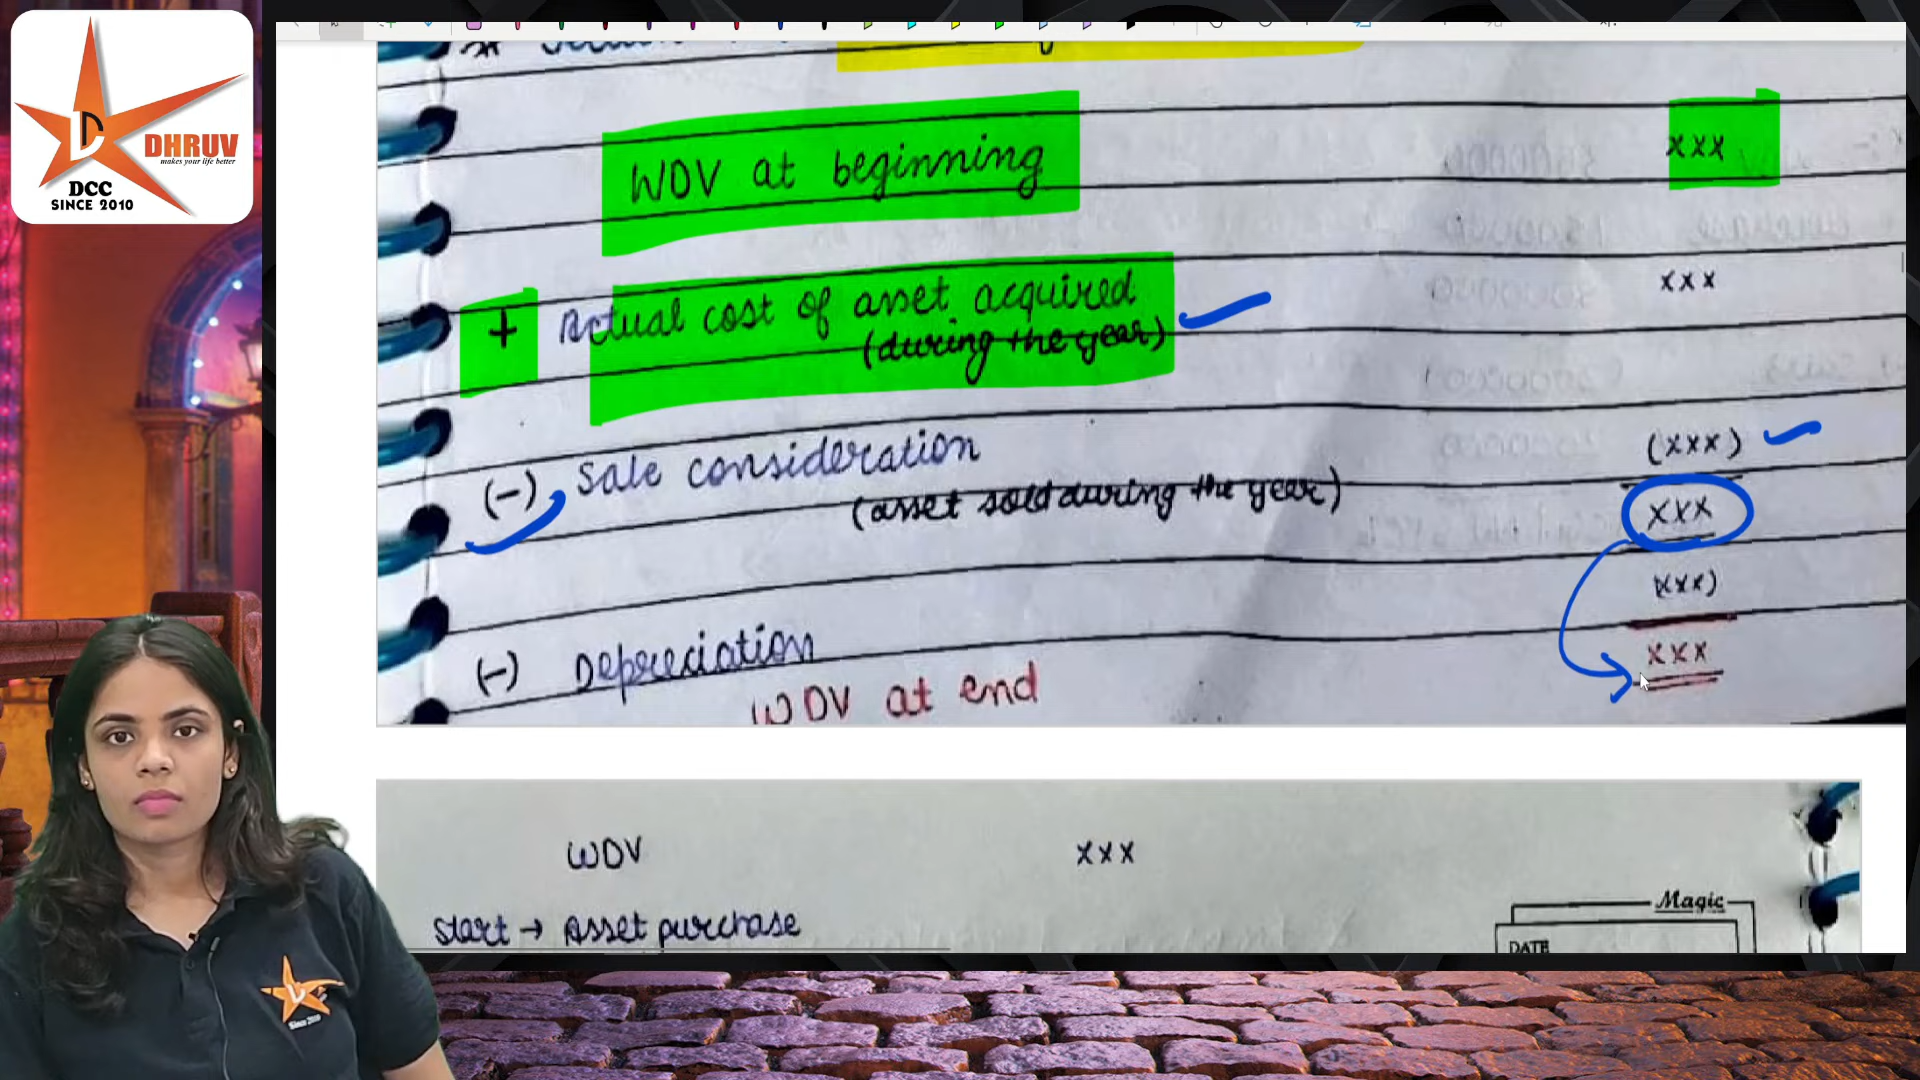 DHRUV
makes your life better
DCC
SINCE 2010
WDV at beginning xxx
+ Actual cost of asset acquired xxx
(during the year)
(-) Sale consideration (xxx)
(asset sold during the year)
xxx
(-) Depreciation (xxx)
WDV at end xxx
WDV xxx
Start → Asset purchase
Magic
DATE
Since 2010